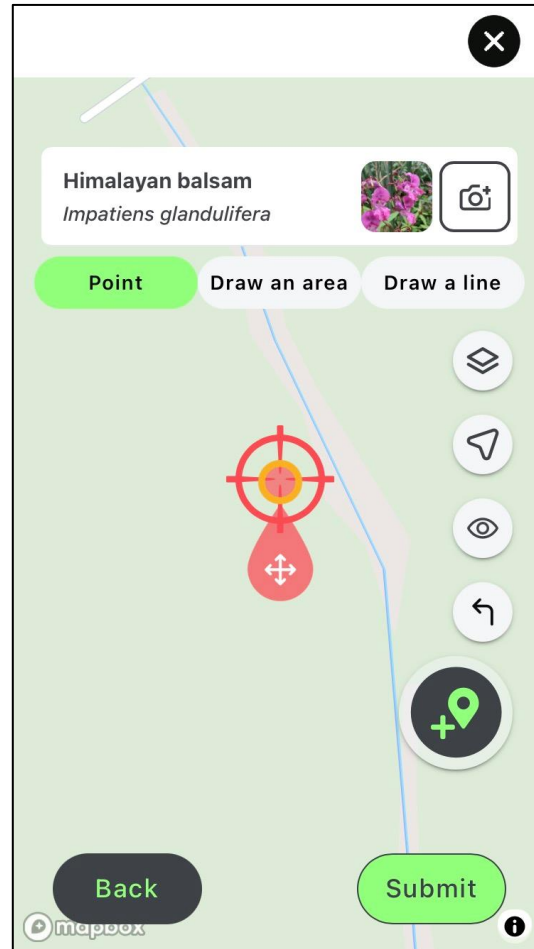 Himalayan balsam
Impatiens glandulifera
Point
Draw an area
Draw a line
Back
Submit
mapbox